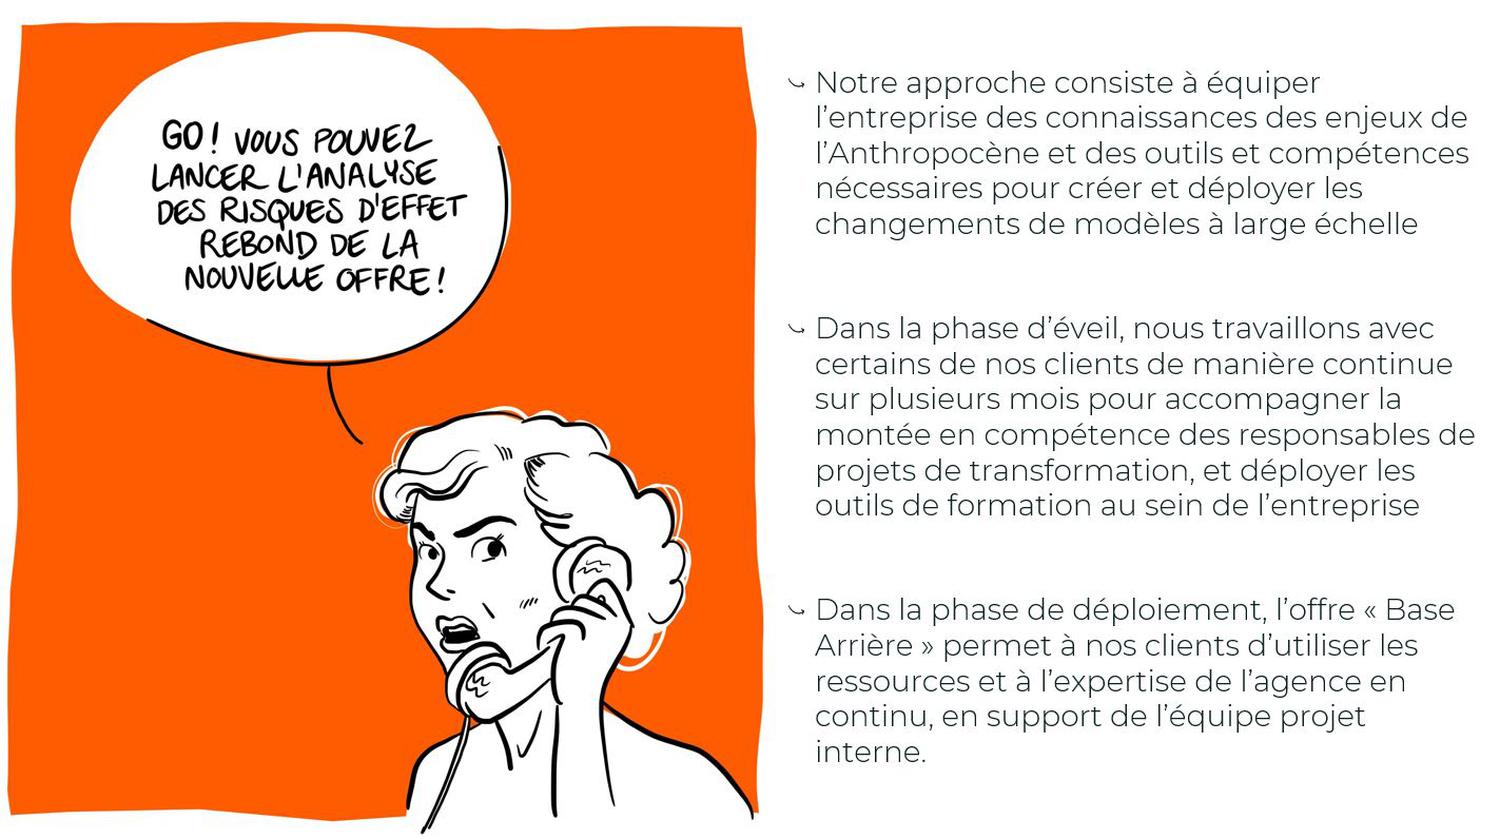 GO! VOUS POUVEZ
LANCER L'ANALYSE
DES RISQUES D'EFFET
REBOND DE LA
NOUVELLE OFFRE!
Notre approche consiste à équiper
l’entreprise des connaissances des enjeux de
l’Anthropocène et des outils et compétences
nécessaires pour créer et déployer les
changements de modèles à large échelle
Dans la phase d’éveil, nous travaillons avec
certains de nos clients de manière continue
sur plusieurs mois pour accompagner la
montée en compétence des responsables de
projets de transformation, et déployer les
outils de formation au sein de l’entreprise
Dans la phase de déploiement, l’offre « Base
Arrière » permet à nos clients d’utiliser les
ressources et à l’expertise de l’agence en
continu, en support de l’équipe projet
interne.